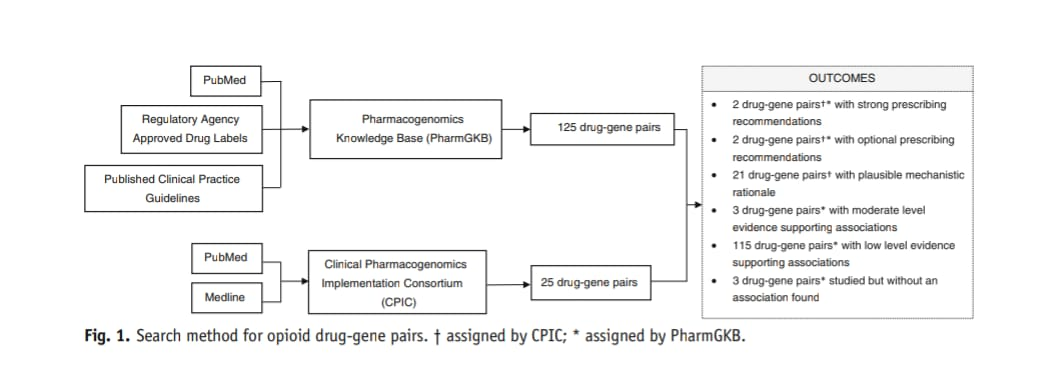 PubMed
Regulatory Agency
Approved Drug Labels
Published Clinical Practice
Guidelines
Pharmacogenomics
Knowledge Base (PharmGKB)
125 drug-gene pairs
PubMed
Medline
Clinical Pharmacogenomics
Implementation Consortium
(CPIC)
25 drug-gene pairs
OUTCOMES
• 2 drug-gene pairs†* with strong prescribing
recommendations
• 2 drug-gene pairs†* with optional prescribing
recommendations
• 21 drug-gene pairs† with plausible mechanistic
rationale
• 3 drug-gene pairs* with moderate level
evidence supporting associations
• 115 drug-gene pairs* with low level evidence
supporting associations
• 3 drug-gene pairs* studied but without an
association found
Fig. 1. Search method for opioid drug-gene pairs. † assigned by CPIC; * assigned by PharmGKB.